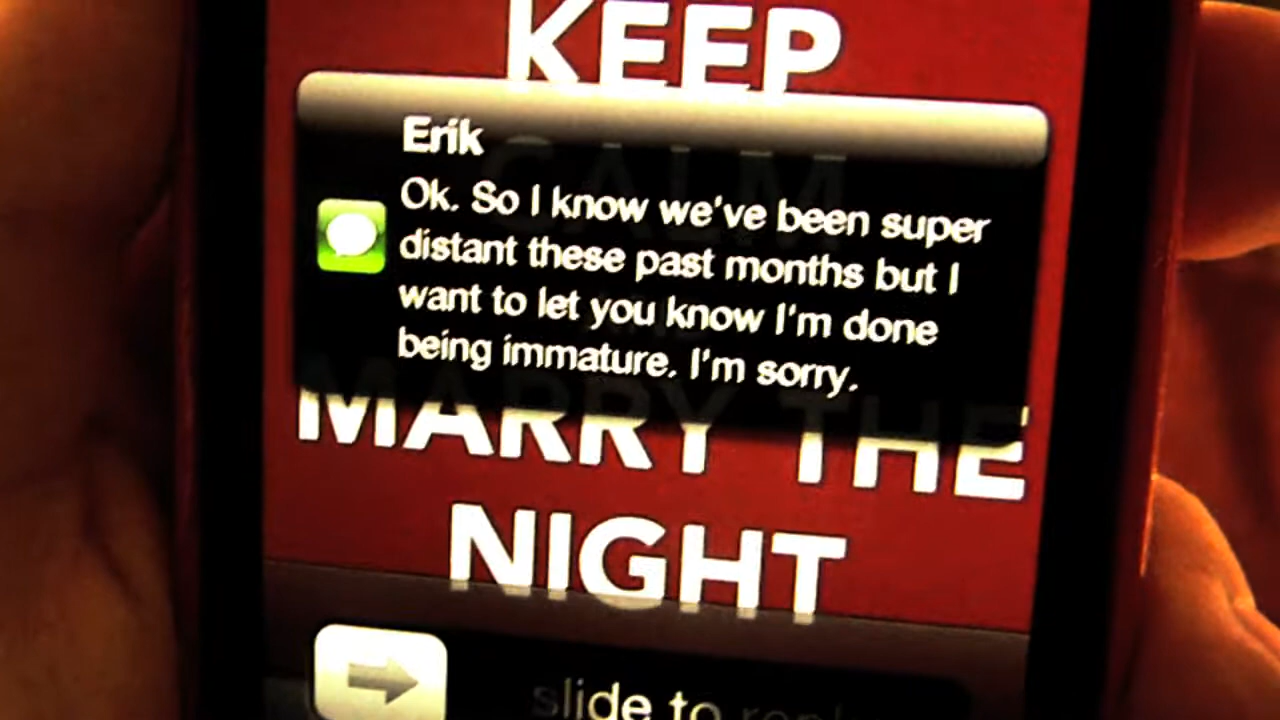 KEEP
CALM
Erik
Ok. So I know we've been super
distant these past months but I
want to let you know I'm done
being immature. I'm sorry.
MARRY THE
NIGHT
slide to